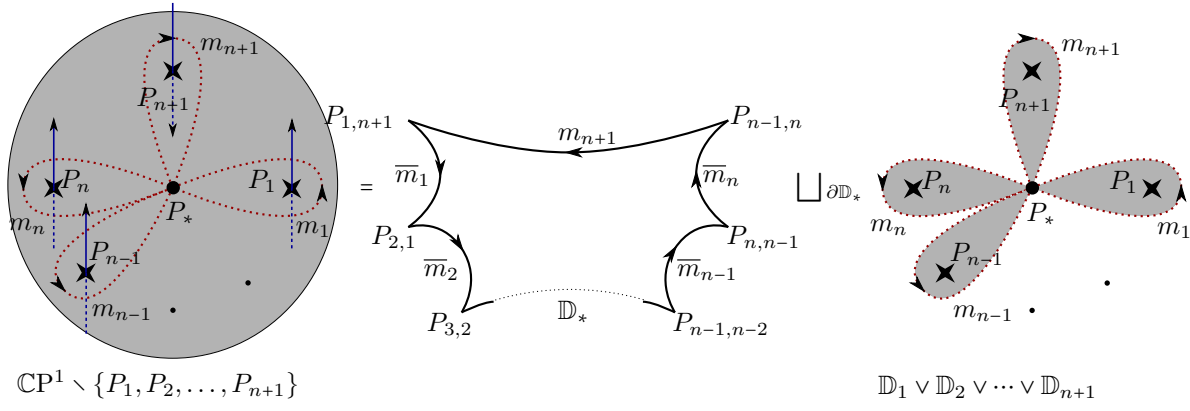 m_{n+1}
P_{n+1}
P_n
P_1
P_*
m_n
m_1
P_{n-1}
m_{n-1}
ℂP¹ ∖ {P_1, P_2, …, P_{n+1}}
=
P_{1,n+1}
m_{n+1}
P_{n-1,n}
\overline{m}_1
\overline{m}_n
P_{2,1}
P_{n,n-1}
\overline{m}_2
\overline{m}_{n-1}
P_{3,2}
𝔻_*
P_{n-1,n-2}
⨆_{∂𝔻_*}
m_{n+1}
P_{n+1}
P_n
P_1
P_*
m_n
m_1
P_{n-1}
m_{n-1}
𝔻_1 ∨ 𝔻_2 ∨ ⋯ ∨ 𝔻_{n+1}